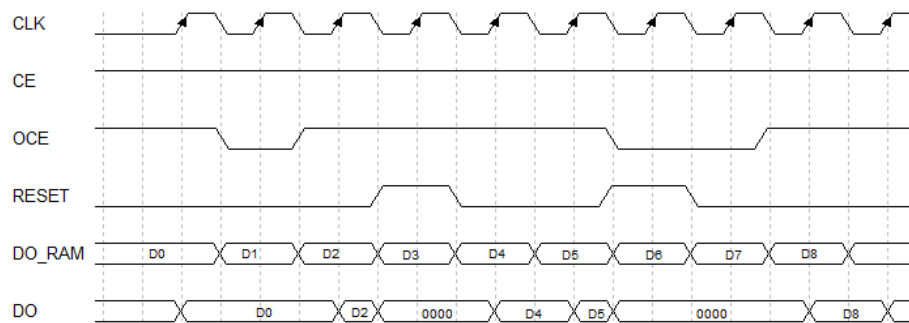 CLK
CE
OCE
RESET
DO_RAM D0 D1 D2 D3 D4 D5 D6 D7 D8
DO D0 D2 0000 D4 D5 0000 D8